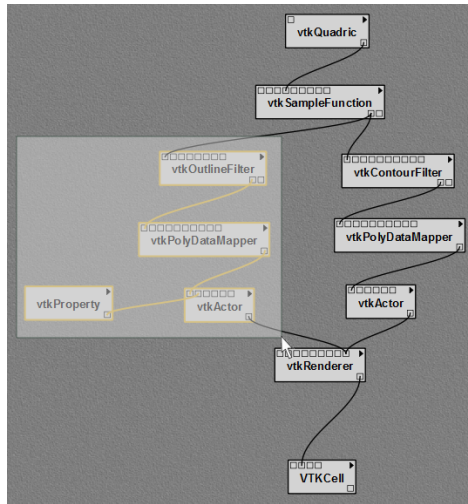 vtkQuadric
vtkSampleFunction
vtkOutlineFilter
vtkContourFilter
vtkPolyDataMapper
vtkPolyDataMapper
vtkProperty
vtkActor
vtkActor
vtkRenderer
VTKCell